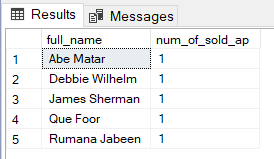 Results Messages
full_name num_of_sold_ap
1 Abe Matar 1
2 Debbie Wilhelm 1
3 James Sherman 1
4 Que Foor 1
5 Rumana Jabeen 1